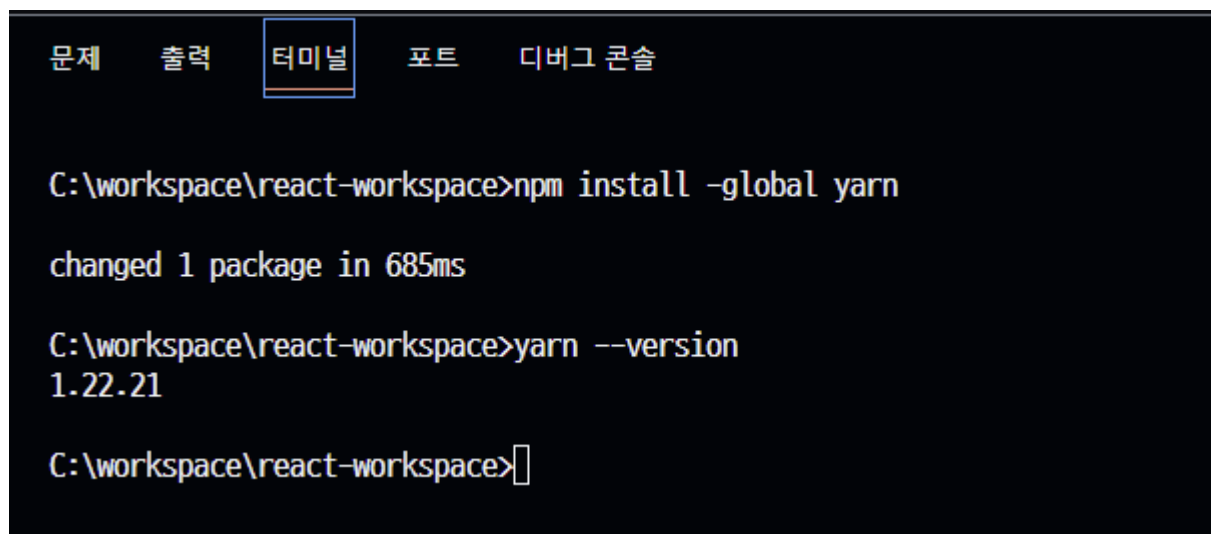 문제 출력 터미널 포트 디버그 콘솔
C:\workspace\react-workspace>npm install -global yarn
changed 1 package in 685ms
C:\workspace\react-workspace>yarn --version
1.22.21
C:\workspace\react-workspace>